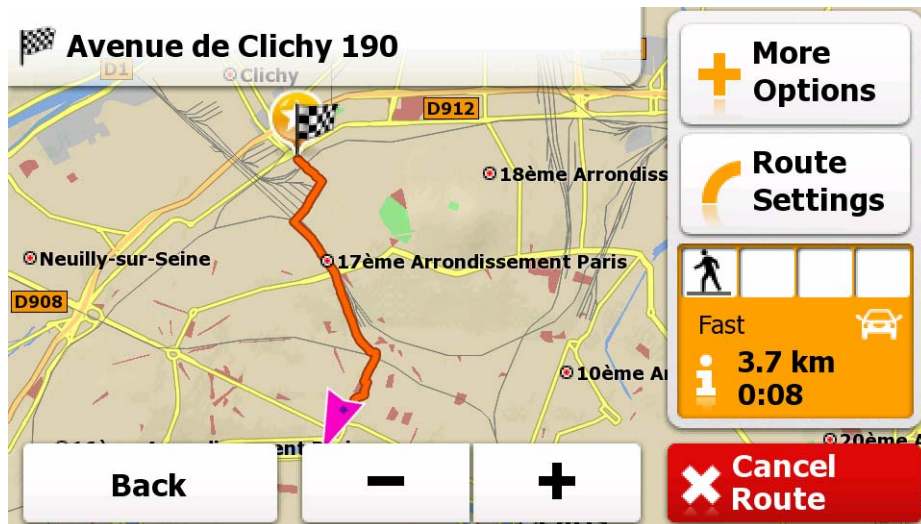 Avenue de Clichy 190
D1
Clichy
D912
18ème Arrondiss
Neuilly-sur-Seine
17ème Arrondissement Paris
D908
10ème A
20ème A
More
Options
Route
Settings
Fast
3.7 km
0:08
Back
Cancel
Route